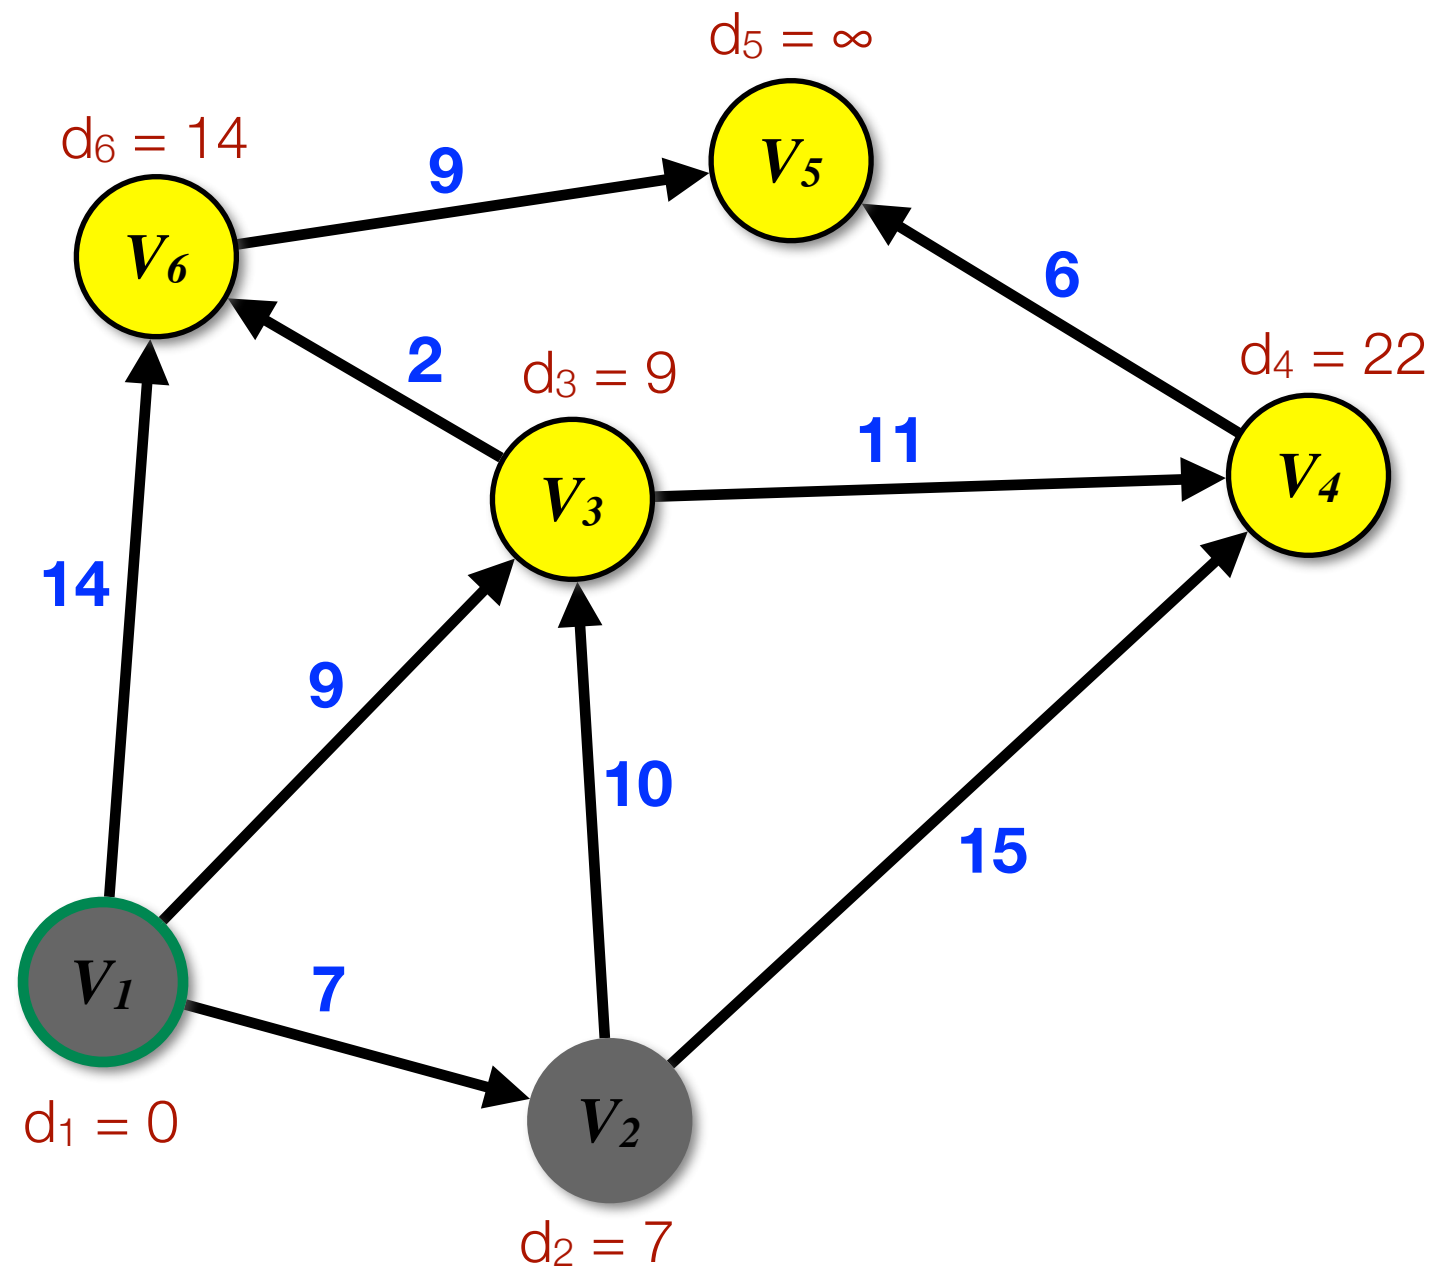 d₅ = ∞
d₆ = 14
9
V₅
V₆
6
2
d₃ = 9
d₄ = 22
11
V₃
V₄
14
9
10
15
V₁
7
d₁ = 0
V₂
d₂ = 7